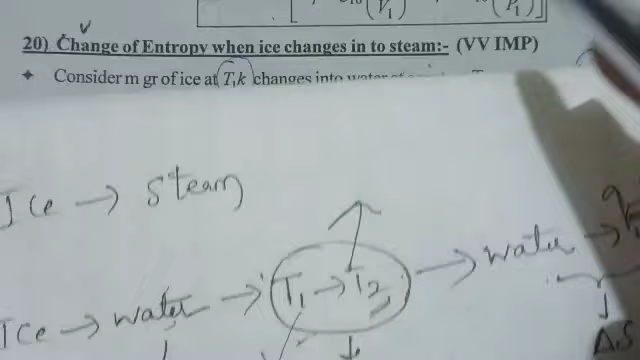 20) Change of Entropy when ice changes in to steam:- (VV IMP)
Consider m gr of ice at T₁k changes into water
Ice → steam
Ice → water → T₁ → T₂ → water →
Δ.S